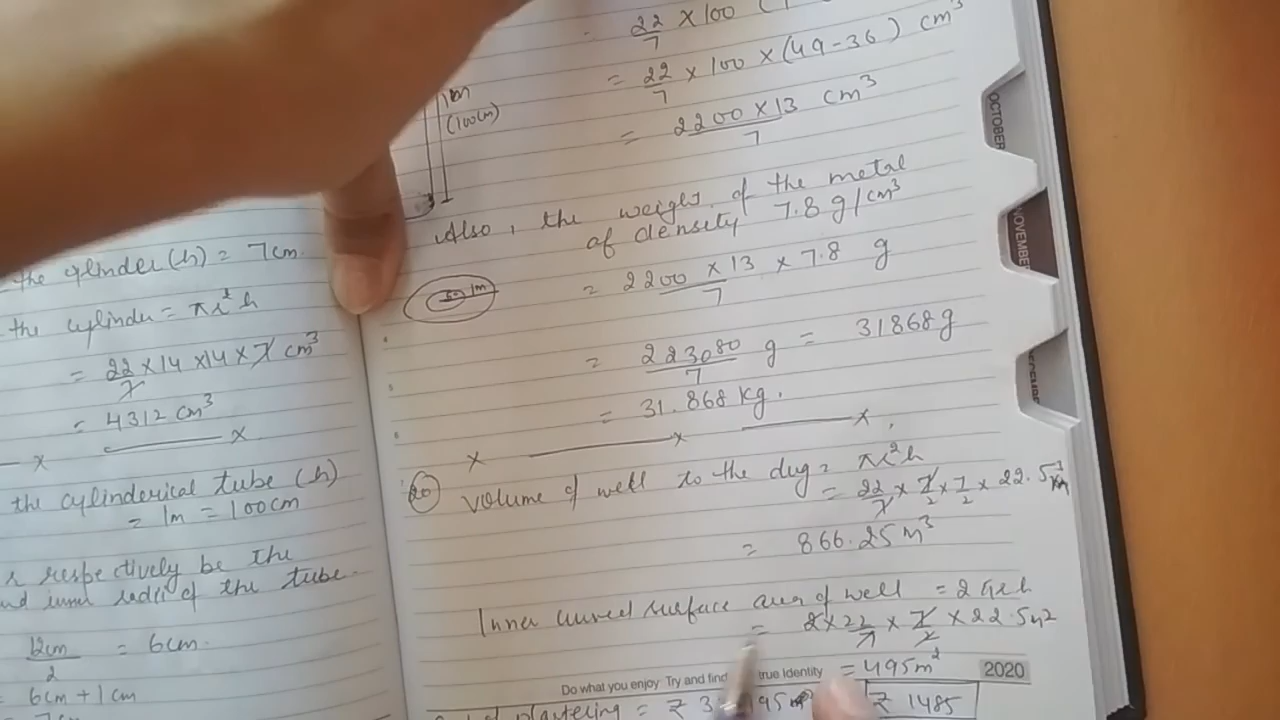 the cylinder (h) = 7cm.
the cylinder = πr²h
= 22/7 × 14 × 14 × 7 cm³
= 4312 cm³
the cylinderical tube (h)
= 1m = 100cm
r respectively be the
and inner radii of the tube.
12cm/2 = 6cm.
= 6cm + 1cm
1m
(100cm)
22/7 × 100
= 22/7 × 100 × (49-36) cm³
= 2200 × 13/7 cm³
Also, the weight of the metal
of density 7.8 g/cm³
= 2200 × 13/7 × 7.8 g
= 223080/7 g = 31868g
= 31.868 kg.
20 Volume of well to the dug = πr²h
= 22/7 × 7/2 × 7/2 × 22.5
= 866.25 m³
Inner curved surface area of well = 2πrh
= 2 × 22/7 × 7/2 × 22.5 m²
= 495m²
Do what you enjoy Try and find true Identity
2020
plastering = ₹ 3 ₹ 1485
OCTOBER
NOVEMBER